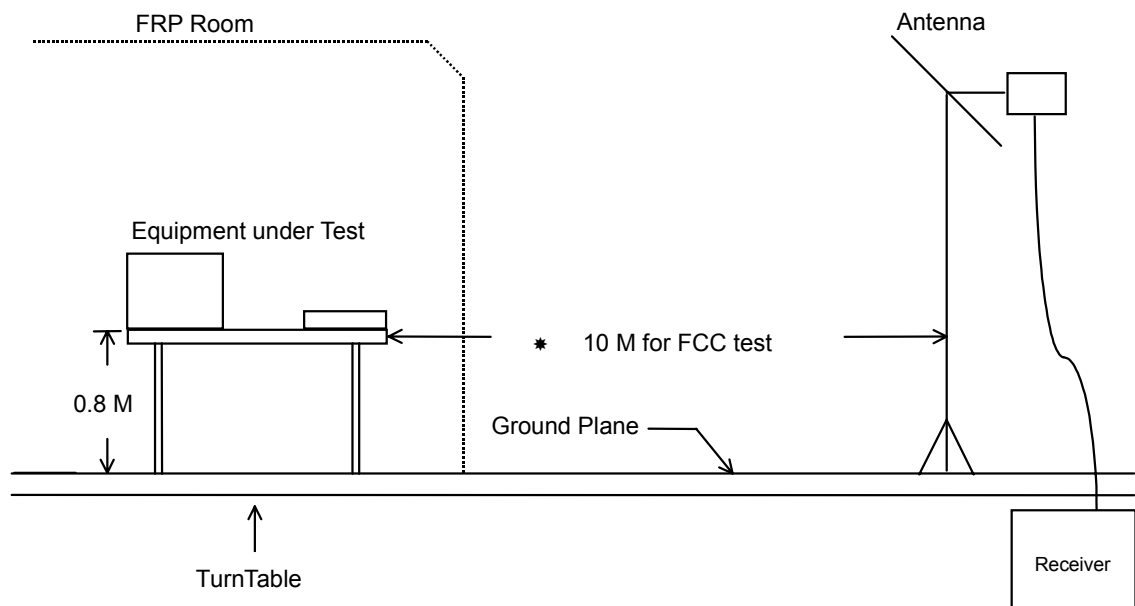 FRP Room
Antenna
Equipment under Test
* 10 M for FCC test
0.8 M
Ground Plane
TurnTable
Receiver